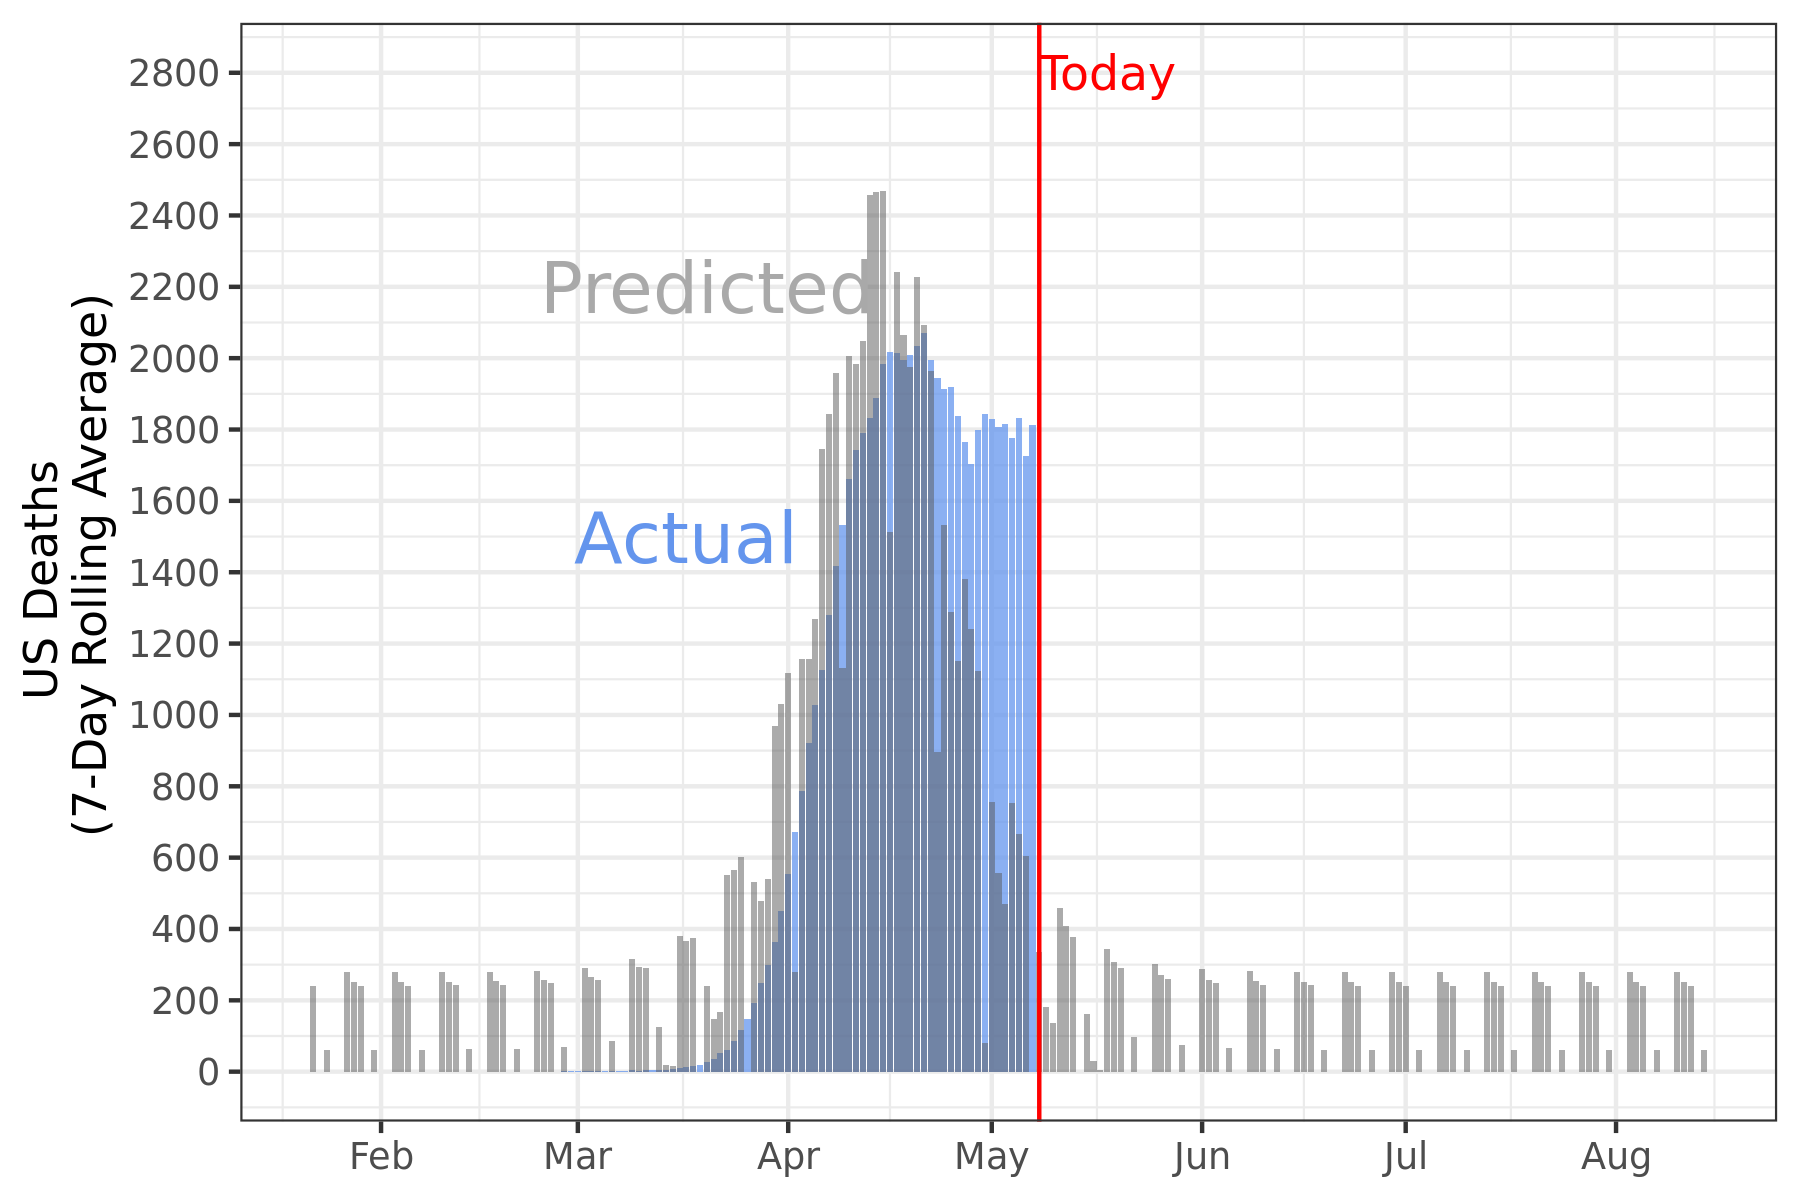 US Deaths
(7-Day Rolling Average)
2800
2600
2400
2200
2000
1800
1600
1400
1200
1000
800
600
400
200
0
Today
Predicted
Actual
Feb Mar Apr May Jun Jul Aug